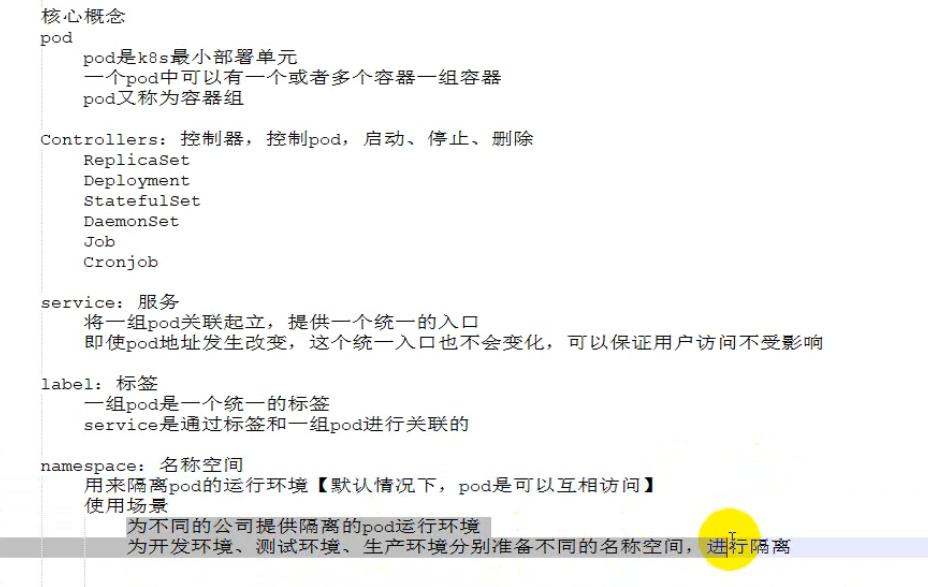 核心概念
pod
pod是k8s最小部署单元
一个pod中可以有一个或者多个容器一组容器
pod又称为容器组
Controllers：控制器，控制pod，启动、停止、删除
ReplicaSet
Deployment
StatefulSet
DaemonSet
Job
Cronjob
service：服务
将一组pod关联起立，提供一个统一的入口
即使pod地址发生改变，这个统一入口也不会变化，可以保证用户访问不受影响
label：标签
一组pod是一个统一的标签
service是通过标签和一组pod进行关联的
namespace：名称空间
用来隔离pod的运行环境【默认情况下，pod是可以互相访问】
使用场景
为不同的公司提供隔离的pod运行环境
为开发环境、测试环境、生产环境分别准备不同的名称空间，进行隔离